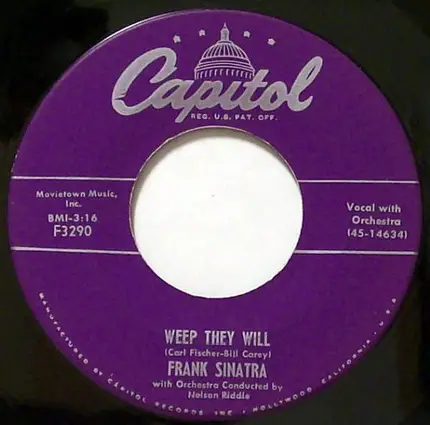 Capitol
REG. U.S. PAT. OFF.
Movietown Music,
Inc.
BMI-3:16
F3290
Vocal with
Orchestra
(45-14634)
WEEP THEY WILL
(Carl Fischer-Bill Carey)
FRANK SINATRA
with Orchestra Conducted by
Nelson Riddle
MANUFACTURED BY CAPITOL RECORDS INC · HOLLYWOOD CALIFORNIA · U.S.A.